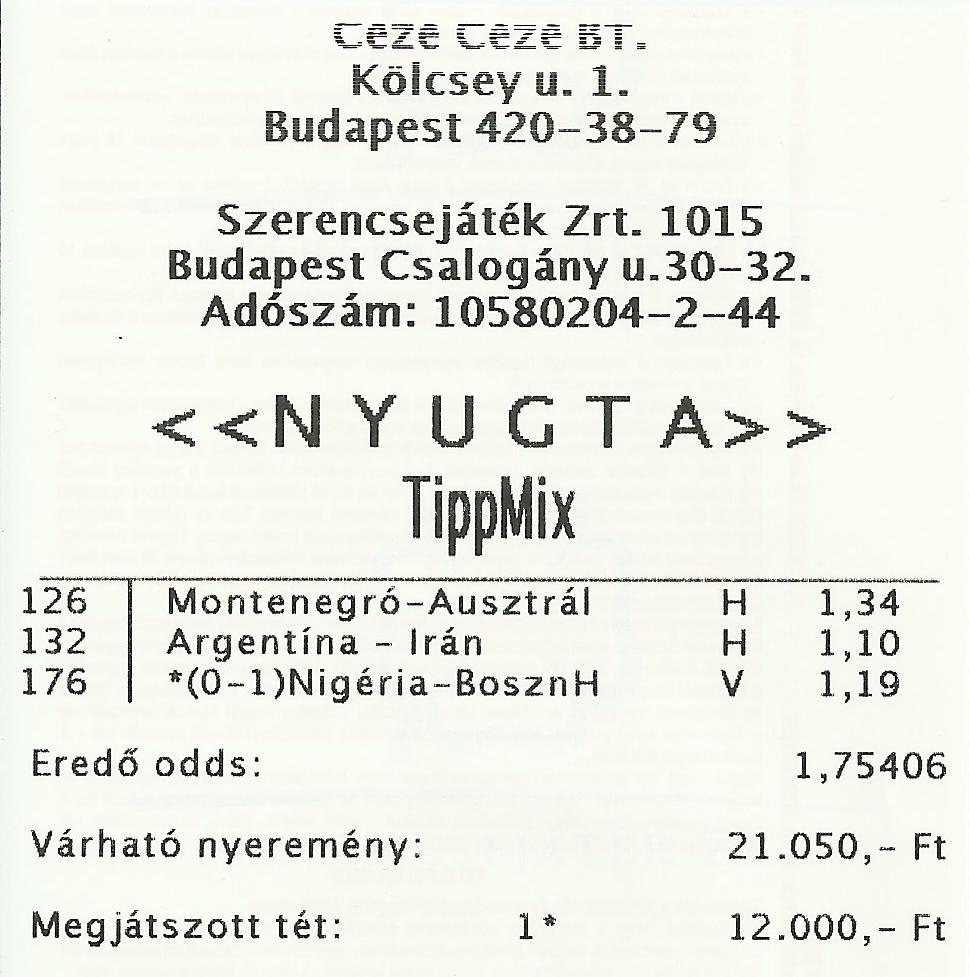 Ceze Ceze BT.
Kölcsey u. 1.
Budapest 420-38-79
Szerencsejáték Zrt. 1015
Budapest Csalogány u.30-32.
Adószám: 10580204-2-44
<<N Y U G T A>>
TippMix
126 Montenegró-Ausztrál H 1,34
132 Argentína - Irán H 1,10
176 *(0-1)Nigéria-BosznH V 1,19
Eredő odds: 1,75406
Várható nyeremény: 21.050,- Ft
Megjátszott tét: 1* 12.000,- Ft